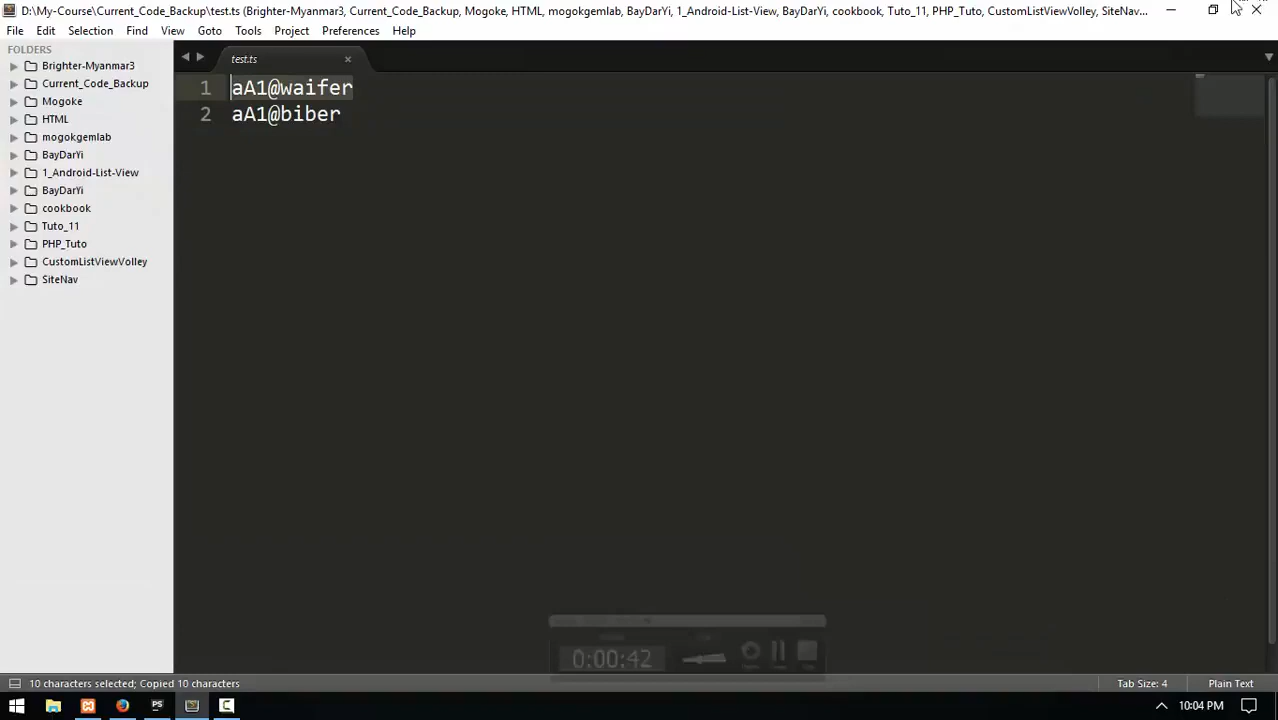 D:\My-Course\Current_Code_Backup\test.ts (Brighter-Myanmar3, Current_Code_Backup, Mogoke, HTML, mogokgemlab, BayDarYi, 1_Android-List-View, BayDarYi, cookbook, Tuto_11, PHP_Tuto, CustomListViewVolley, SiteNav...
File Edit Selection Find View Goto Tools Project Preferences Help
FOLDERS
Brighter-Myanmar3
Current_Code_Backup
Mogoke
HTML
mogokgemlab
BayDarYi
1_Android-List-View
BayDarYi
cookbook
Tuto_11
PHP_Tuto
CustomListViewVolley
SiteNav
test.ts
1 aA1@waifer
2 aA1@biber
0:00:42
10 characters selected; Copied 10 characters
Tab Size: 4
Plain Text
PS
10:04 PM